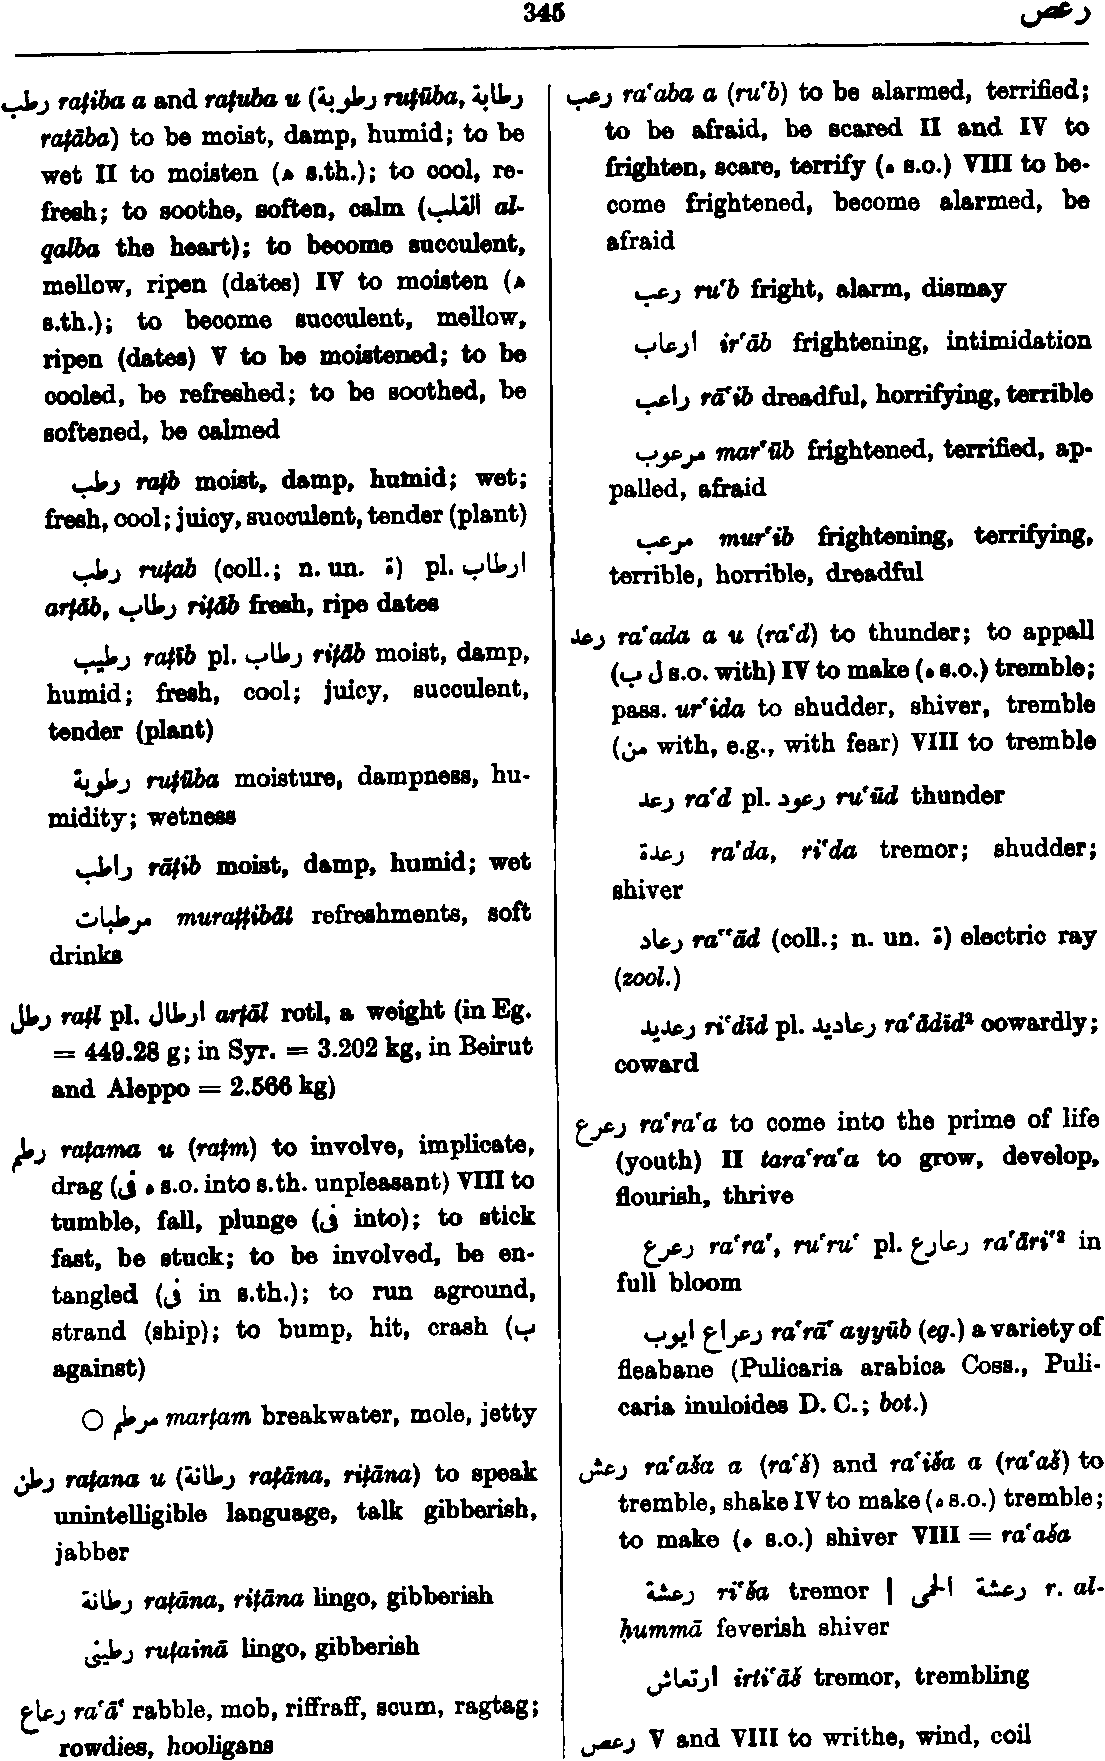 345
رعص
رطب raṭiba a and raṭuba u (رطوبة ruṭūba, رطابة
raṭāba) to be moist, damp, humid; to be
wet II to moisten (ه s.th.); to cool, re-
fresh; to soothe, soften, calm (القلب al-
qalba the heart); to become succulent,
mellow, ripen (dates) IV to moisten (ه
s.th.); to become succulent, mellow,
ripen (dates) V to be moistened; to be
cooled, be refreshed; to be soothed, be
softened, be calmed
رطب raṭb moist, damp, humid; wet;
fresh, cool; juicy, succulent, tender (plant)
رطب ruṭab (coll.; n. un. ة) pl. ارطاب
arṭāb, رطاب riṭāb fresh, ripe dates
رطيب raṭīb pl. رطاب riṭāb moist, damp,
humid; fresh, cool; juicy, succulent,
tender (plant)
رطوبة ruṭūba moisture, dampness, hu-
midity; wetness
راطب rāṭib moist, damp, humid; wet
مرطبات muraṭṭibāt refreshments, soft
drinks
رطل raṭl pl. ارطال arṭāl rotl, a weight (in Eg.
= 449.28 g; in Syr. = 3.202 kg, in Beirut
and Aleppo = 2.566 kg)
رطم raṭama u (raṭm) to involve, implicate,
drag (ه فى s.o. into s.th. unpleasant) VIII to
tumble, fall, plunge (فى into); to stick
fast, be stuck; to be involved, be en-
tangled (فى in s.th.); to run aground,
strand (ship); to bump, hit, crash (ب
against)
○ مرطم marṭam breakwater, mole, jetty
رطن raṭana u (رطانة raṭāna, riṭāna) to speak
unintelligible language, talk gibberish,
jabber
رطانة raṭāna, riṭāna lingo, gibberish
رطينى ruṭainā lingo, gibberish
رعاع ra‘ā‘ rabble, mob, riffraff, scum, ragtag;
rowdies, hooligans
رعب ra‘aba a (ru‘b) to be alarmed, terrified;
to be afraid, be scared II and IV to
frighten, scare, terrify (ه s.o.) VIII to be-
come frightened, become alarmed, be
afraid
رعب ru‘b fright, alarm, dismay
ارعاب ir‘āb frightening, intimidation
راعب rā‘ib dreadful, horrifying, terrible
مرعوب mar‘ūb frightened, terrified, ap-
palled, afraid
مرعب mur‘ib frightening, terrifying,
terrible, horrible, dreadful
رعد ra‘ada a u (ra‘d) to thunder; to appall
(ل ب s.o. with) IV to make (ه s.o.) tremble;
pass. ur‘ida to shudder, shiver, tremble
(من with, e.g., with fear) VIII to tremble
رعد ra‘d pl. رعود ru‘ūd thunder
رعدة ra‘da, ri‘da tremor; shudder;
shiver
رعاد ra‘‘ād (coll.; n. un. ة) electric ray
(zool.)
رعديد ri‘dīd pl. رعاديد ra‘ādīd² cowardly;
coward
رعرع ra‘ra‘a to come into the prime of life
(youth) II tara‘ra‘a to grow, develop,
flourish, thrive
رعرع ra‘ra‘, ru‘ru‘ pl. رعارع ra‘āri‘² in
full bloom
رعراع ايوب ra‘rā‘ ayyūb (eg.) a variety of
fleabane (Pulicaria arabica Coss., Puli-
caria inuloides D. C.; bot.)
رعش ra‘aša a (ra‘š) and ra‘iša a (ra‘aš) to
tremble, shake IV to make (ه s.o.) tremble;
to make (ه s.o.) shiver VIII = ra‘aša
رعشة ri‘ša tremor | رعشة الحمى r. al-
ḥummā feverish shiver
ارتعاش irti‘āš tremor, trembling
رعص V and VIII to writhe, wind, coil